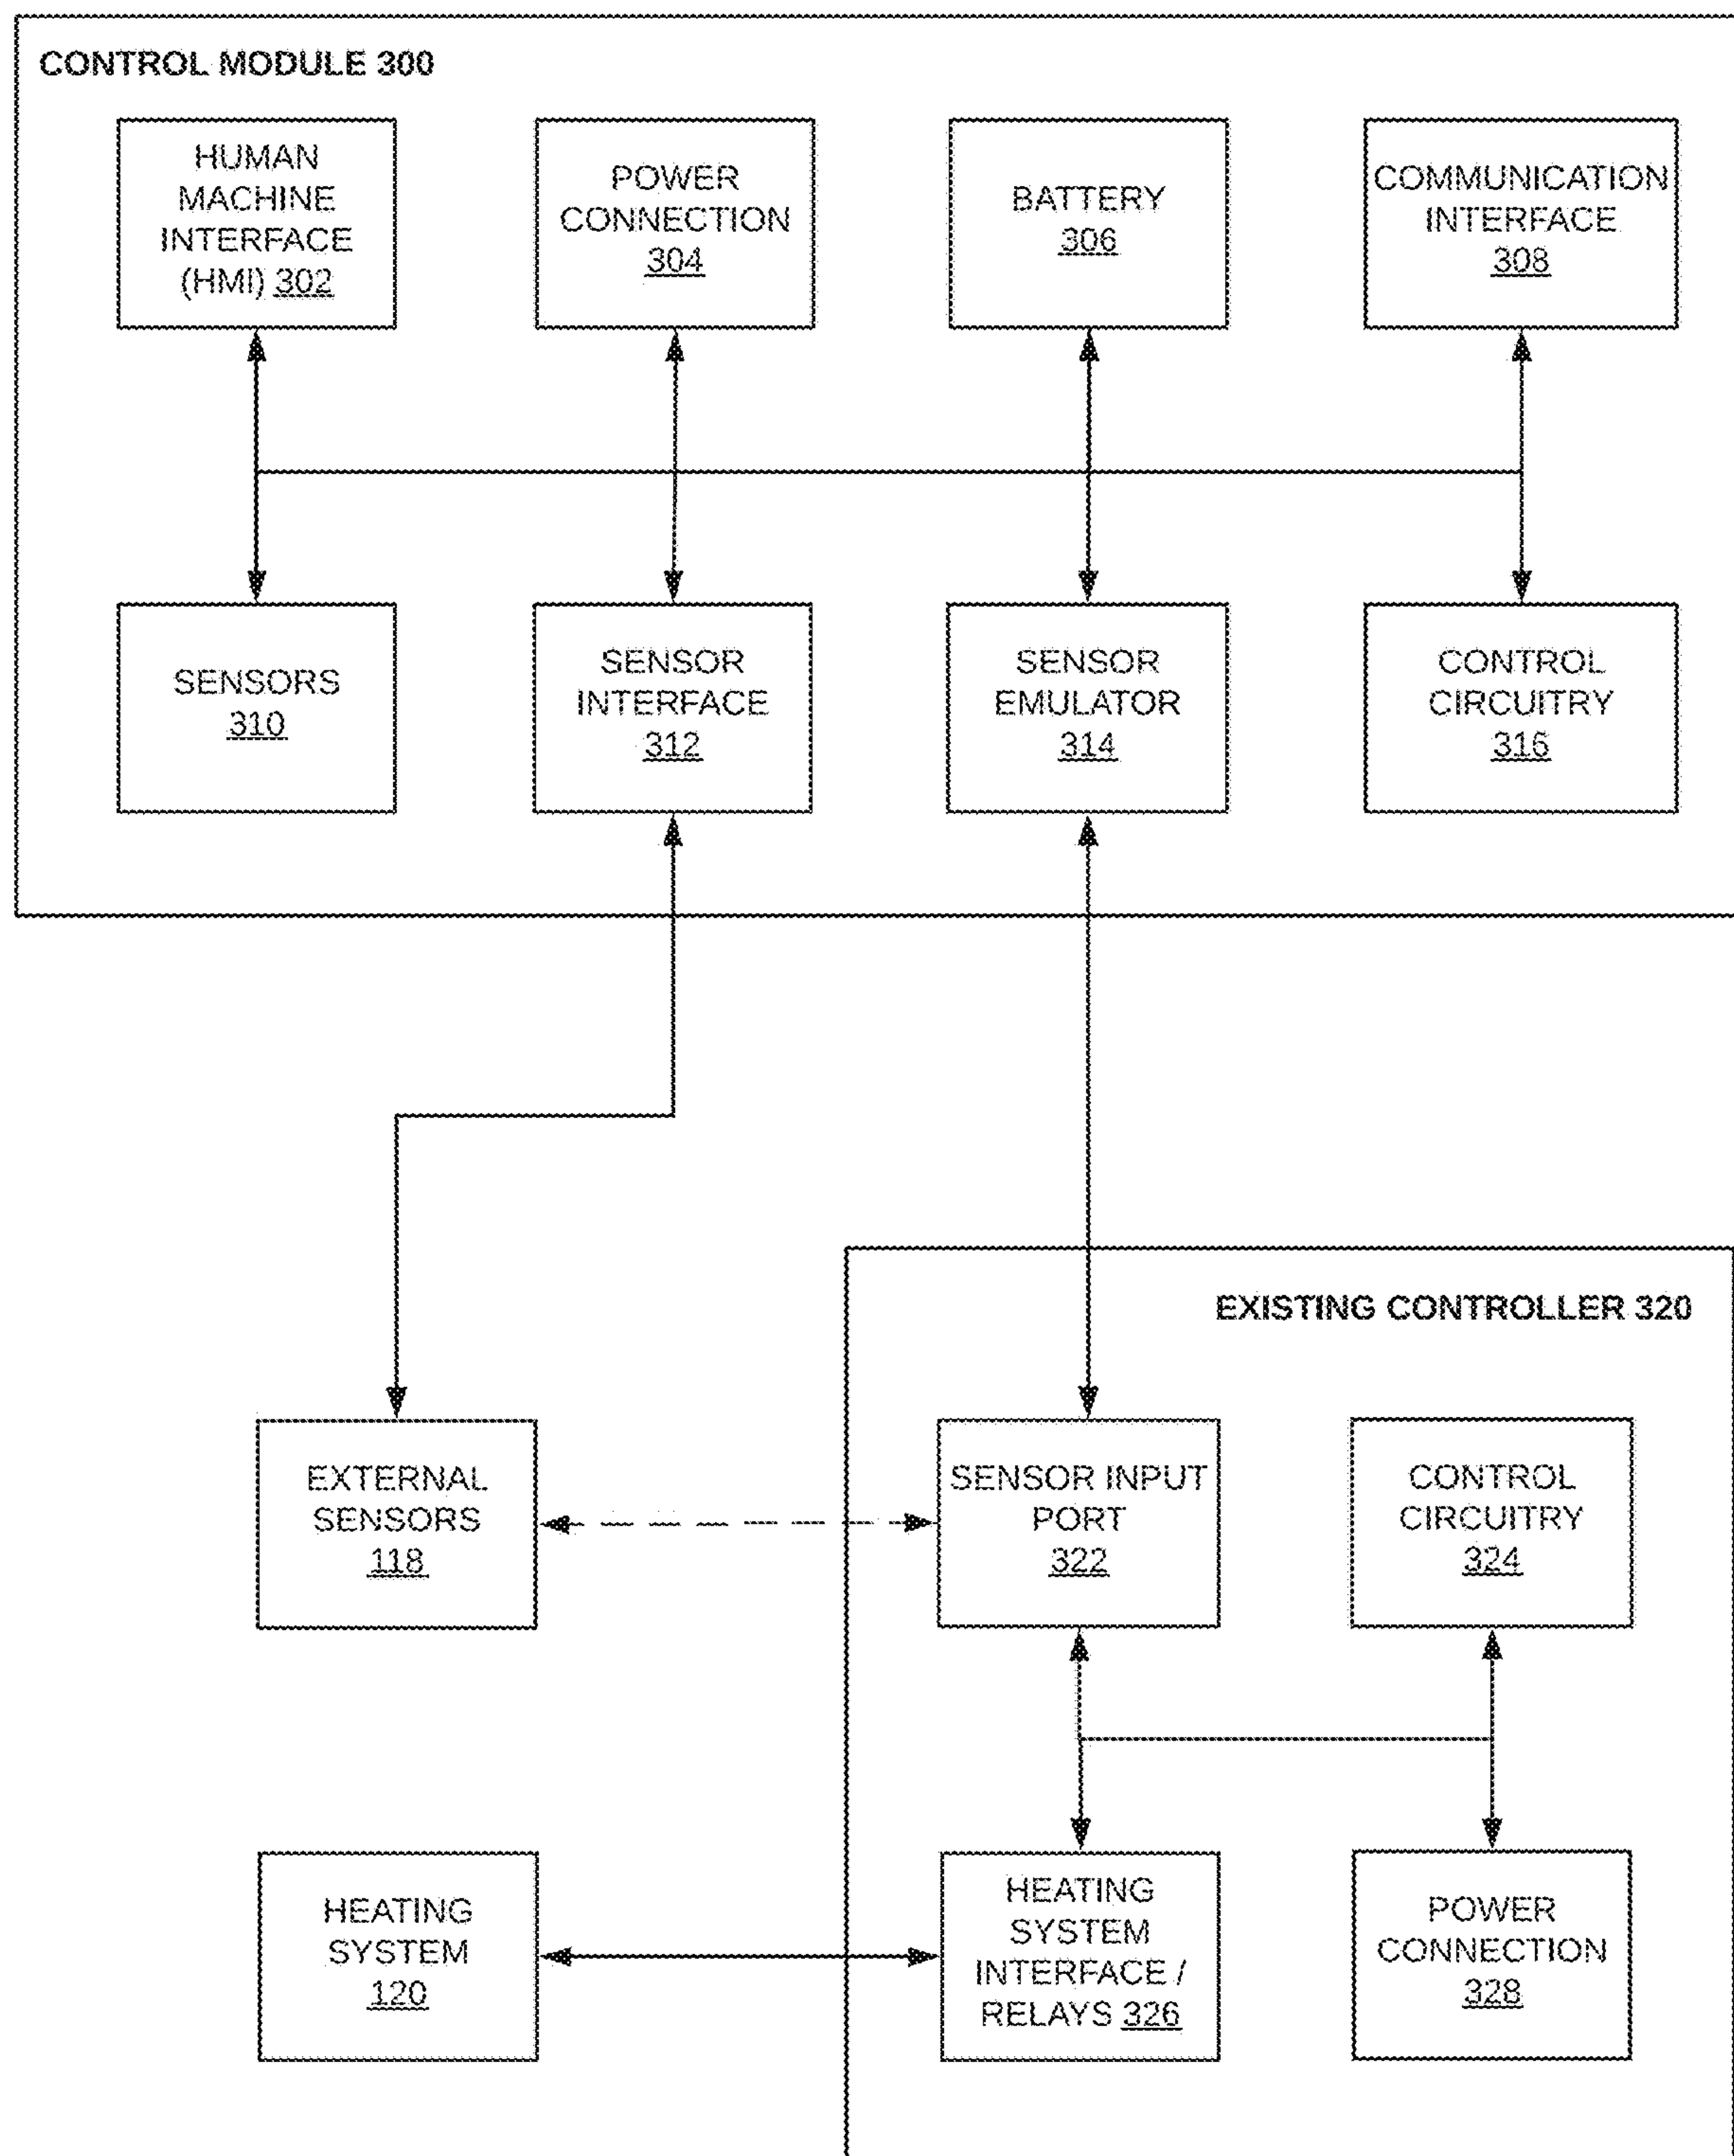 CONTROL MODULE 300
HUMAN
MACHINE
INTERFACE
(HMI) 302
POWER
CONNECTION
304
BATTERY
306
COMMUNICATION
INTERFACE
308
SENSORS
310
SENSOR
INTERFACE
312
SENSOR
EMULATOR
314
CONTROL
CIRCUITRY
316
EXISTING CONTROLLER 320
EXTERNAL
SENSORS
118
SENSOR INPUT
PORT
322
CONTROL
CIRCUITRY
324
HEATING
SYSTEM
120
HEATING
SYSTEM
INTERFACE /
RELAYS 326
POWER
CONNECTION
328